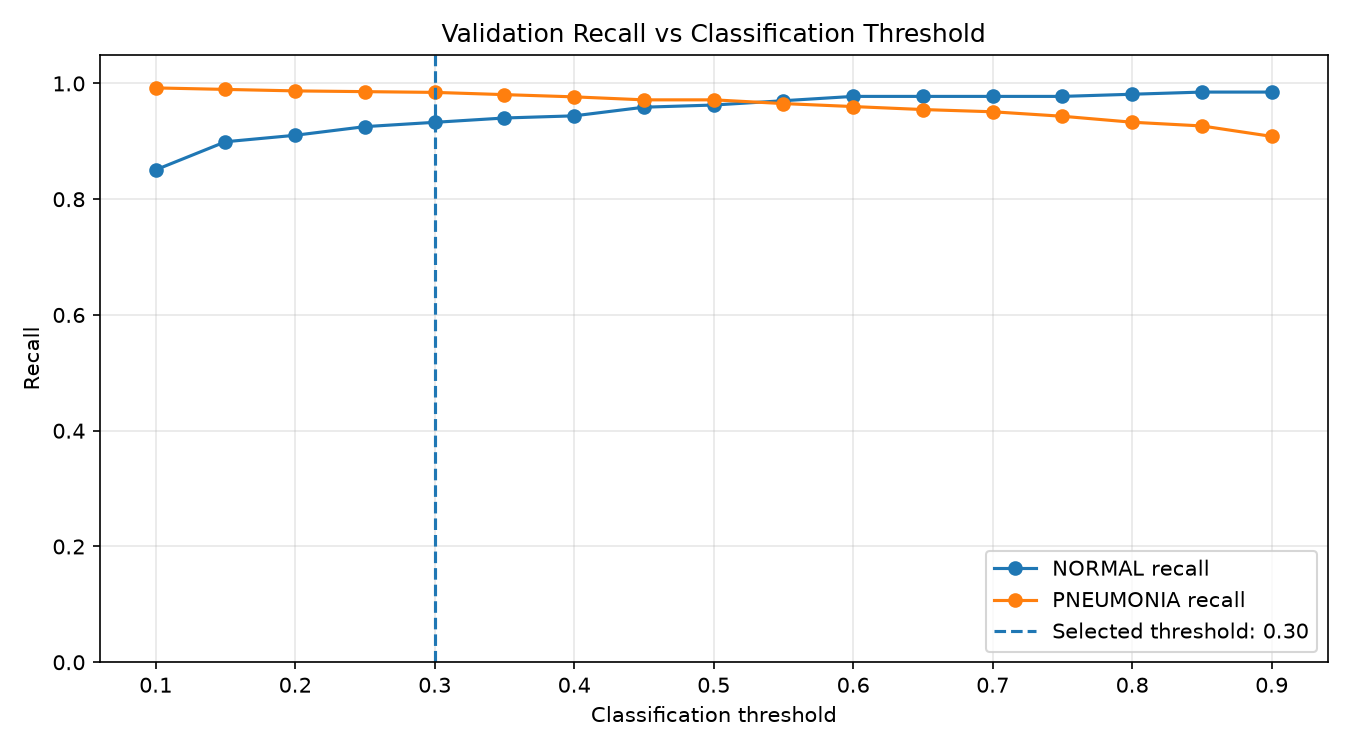 Validation Recall vs Classification Threshold
Recall
1.0
0.8
0.6
0.4
0.2
0.0
0.1 0.2 0.3 0.4 0.5 0.6 0.7 0.8 0.9
Classification threshold
NORMAL recall
PNEUMONIA recall
Selected threshold: 0.30